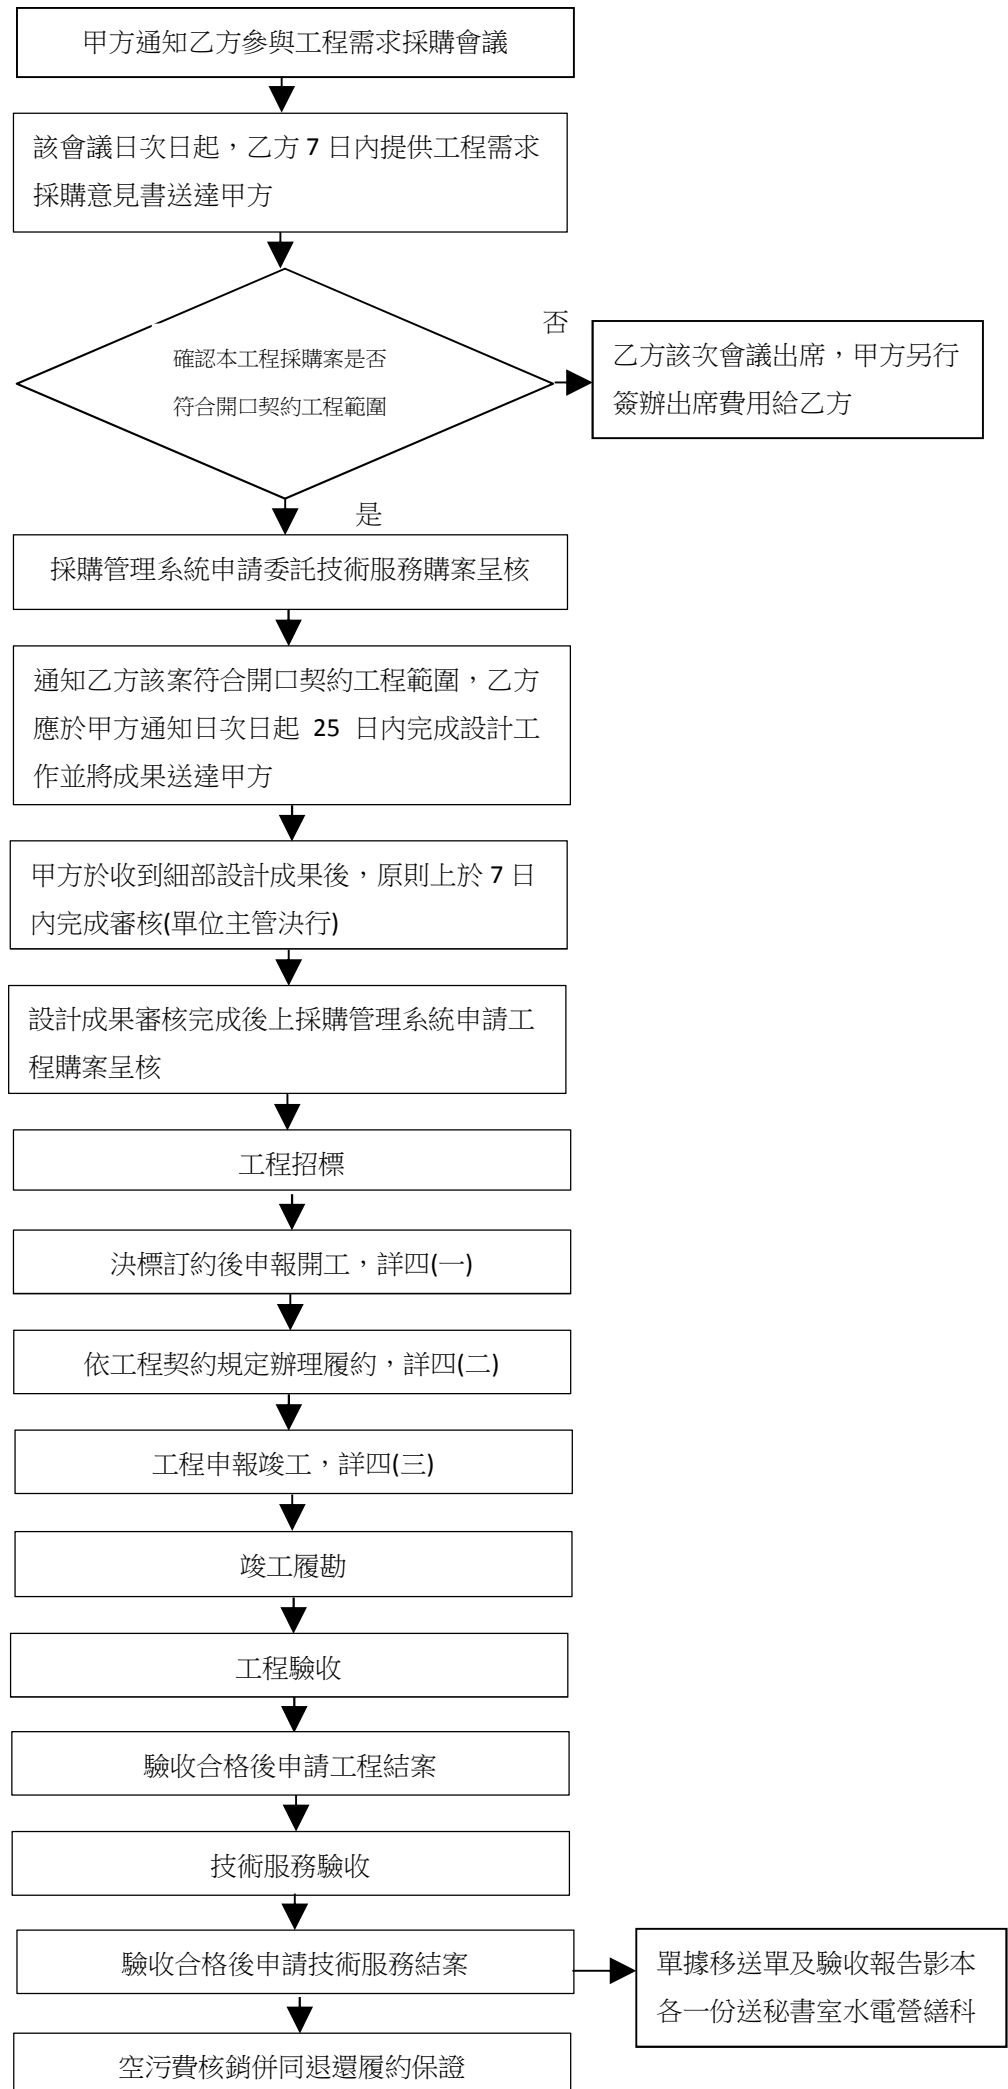 甲方通知乙方參與工程需求採購會議
該會議日次日起，乙方 7 日內提供工程需求
採購意見書送達甲方
確認本工程採購案是否
符合開口契約工程範圍
否
乙方該次會議出席，甲方另行
簽辦出席費用給乙方
是
採購管理系統申請委託技術服務購案呈核
通知乙方該案符合開口契約工程範圍，乙方
應於甲方通知日次日起 25 日內完成設計工
作並將成果送達甲方
甲方於收到細部設計成果後，原則上於 7 日
內完成審核(單位主管決行)
設計成果審核完成後上採購管理系統申請工
程購案呈核
工程招標
決標訂約後申報開工，詳四(一)
依工程契約規定辦理履約，詳四(二)
工程申報竣工，詳四(三)
竣工履勘
工程驗收
驗收合格後申請工程結案
技術服務驗收
驗收合格後申請技術服務結案
單據移送單及驗收報告影本
各一份送秘書室水電營繕科
空污費核銷併同退還履約保證